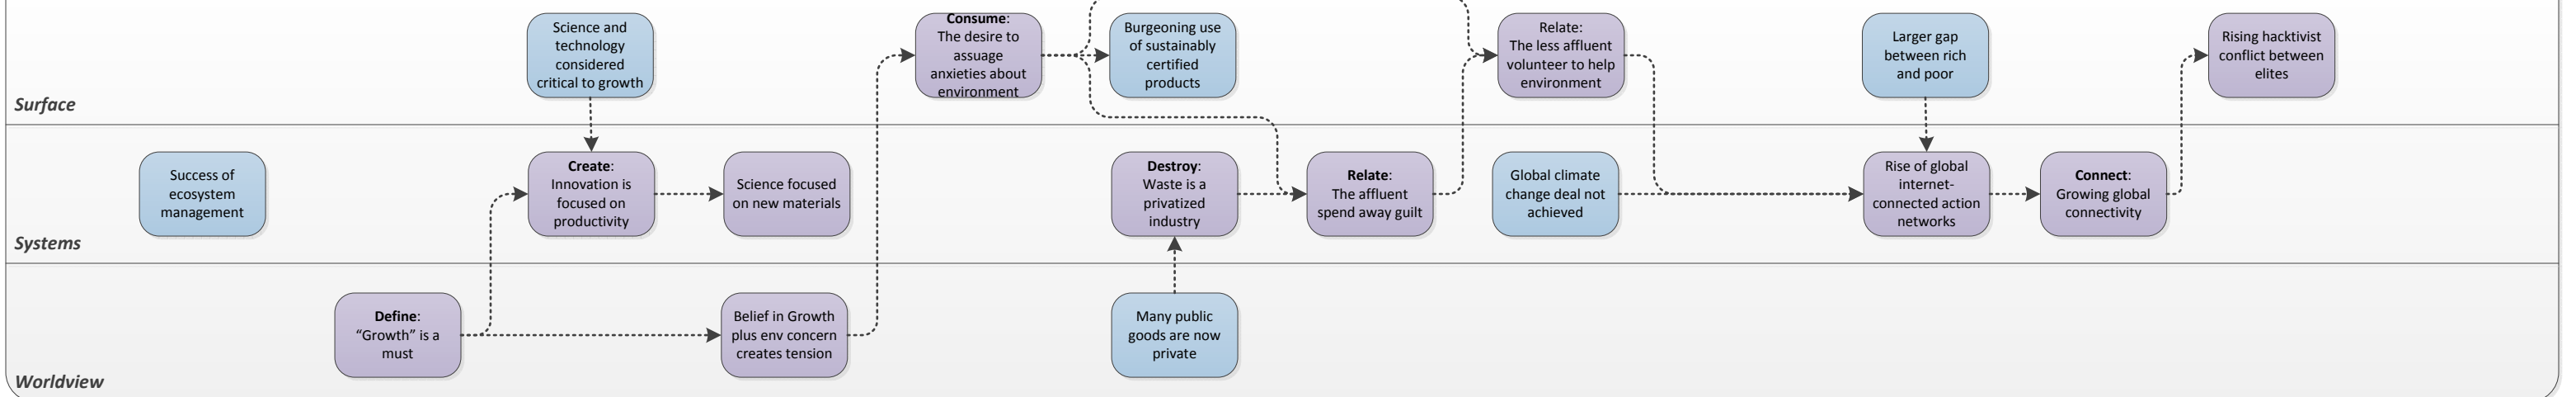 Science and
technology
considered
critical to growth
Consume:
The desire to
assuage
anxieties about
environment
Burgeoning use
of sustainably
certified
products
Relate:
The less affluent
volunteer to help
environment
Larger gap
between rich
and poor
Rising hacktivist
conflict between
elites
Surface
Success of
ecosystem
management
Create:
Innovation is
focused on
productivity
Science focused
on new materials
Destroy:
Waste is a
privatized
industry
Relate:
The affluent
spend away guilt
Global climate
change deal not
achieved
Rise of global
internet-
connected action
networks
Connect:
Growing global
connectivity
Systems
Define:
“Growth” is a
must
Belief in Growth
plus env concern
creates tension
Many public
goods are now
private
Worldview